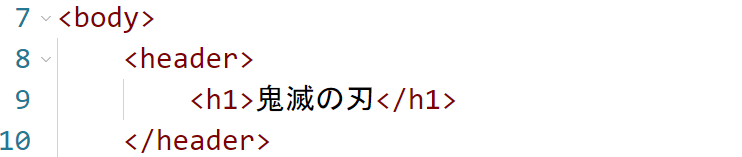 7 <body>
8 <header>
9 <h1>鬼滅の刃</h1>
10 </header>